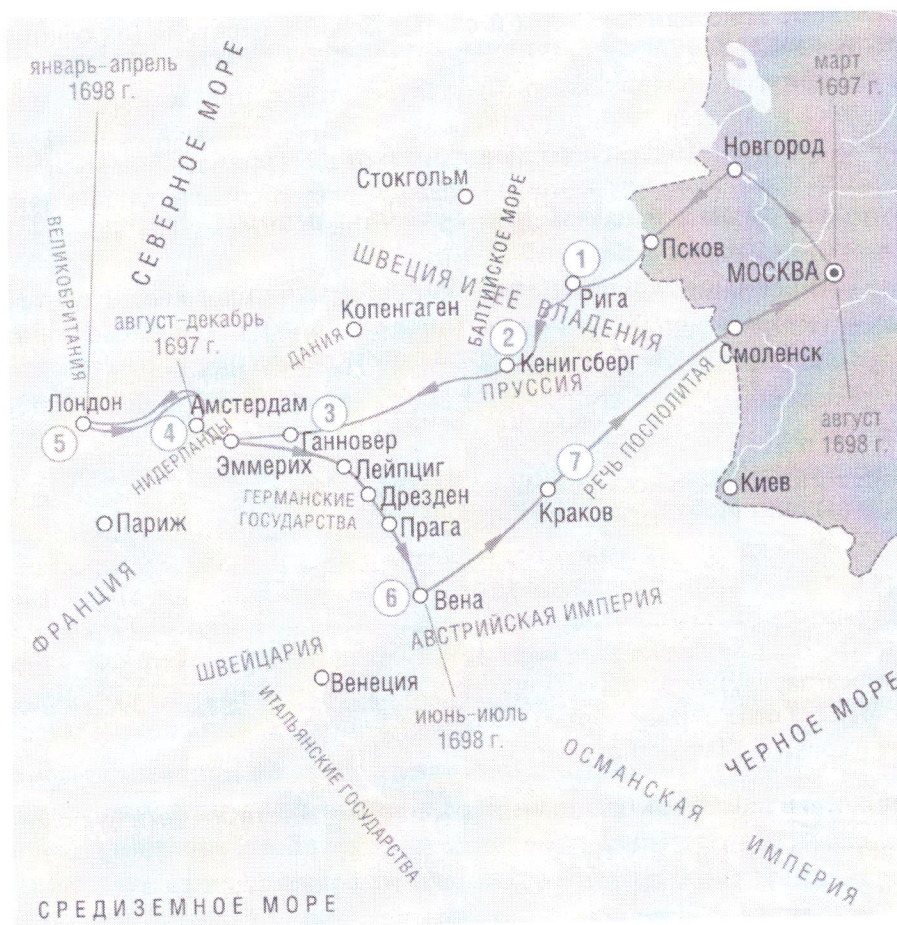 январь–апрель
1698 г.
СЕВЕРНОЕ МОРЕ
март
1697 г.
Новгород
Стокгольм
ВЕЛИКОБРИТАНИЯ
БАЛТИЙСКОЕ МОРЕ
Псков
ШВЕЦИЯ И ЕЕ ВЛАДЕНИЯ
1
Рига
МОСКВА
август–декабрь
1697 г.
Копенгаген
ДАНИЯ
2
Кенигсберг
ПРУССИЯ
Смоленск
Лондон
5
Амстердам
4
3
Ганновер
НИДЕРЛАНДЫ
Эммерих
Лейпциг
ГЕРМАНСКИЕ
ГОСУДАРСТВА
Дрезден
Прага
7
Краков
РЕЧЬ ПОСПОЛИТАЯ
август
1698 г.
Киев
Париж
ФРАНЦИЯ
6
Вена
АВСТРИЙСКАЯ ИМПЕРИЯ
ШВЕЙЦАРИЯ
Венеция
ИТАЛЬЯНСКИЕ ГОСУДАРСТВА
июнь–июль
1698 г.
ЧЕРНОЕ МОРЕ
ОСМАНСКАЯ ИМПЕРИЯ
СРЕДИЗЕМНОЕ МОРЕ